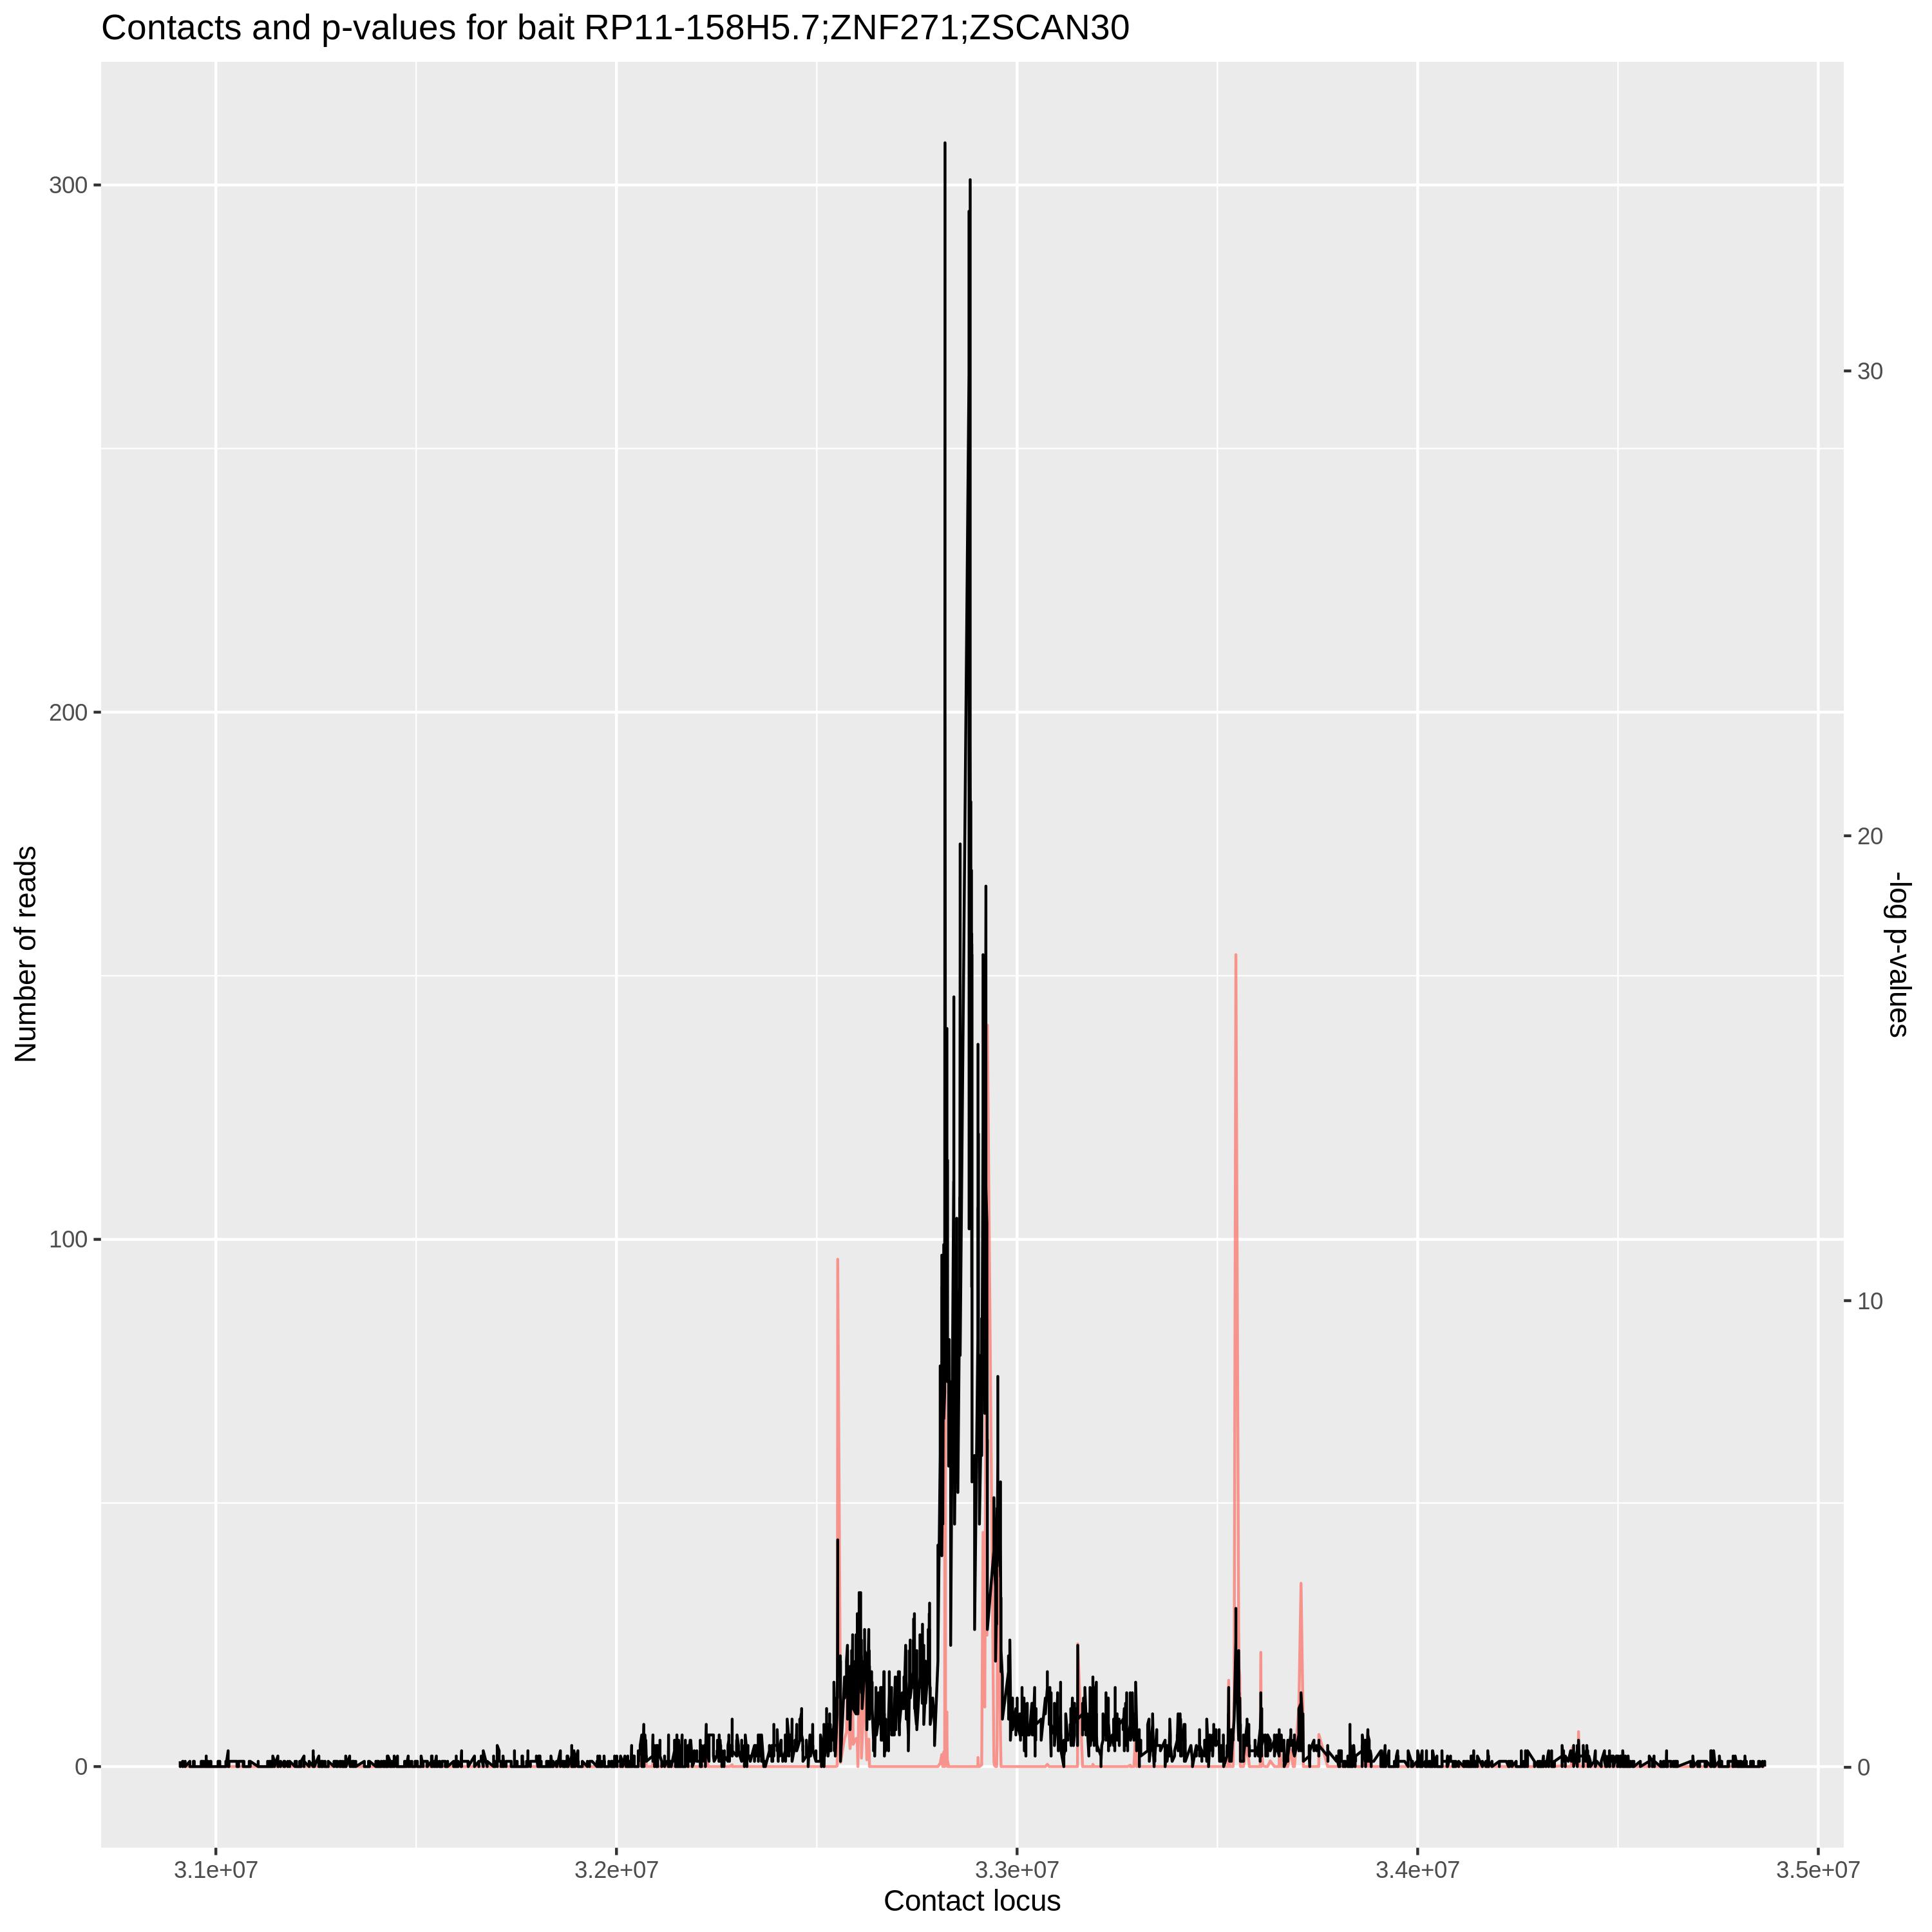 Contacts and p-values for bait RP11-158H5.7;ZNF271;ZSCAN30
300
200
100
0
Number of reads
30
20
10
0
-log p-values
3.1e+07 3.2e+07 3.3e+07 3.4e+07 3.5e+07
Contact locus